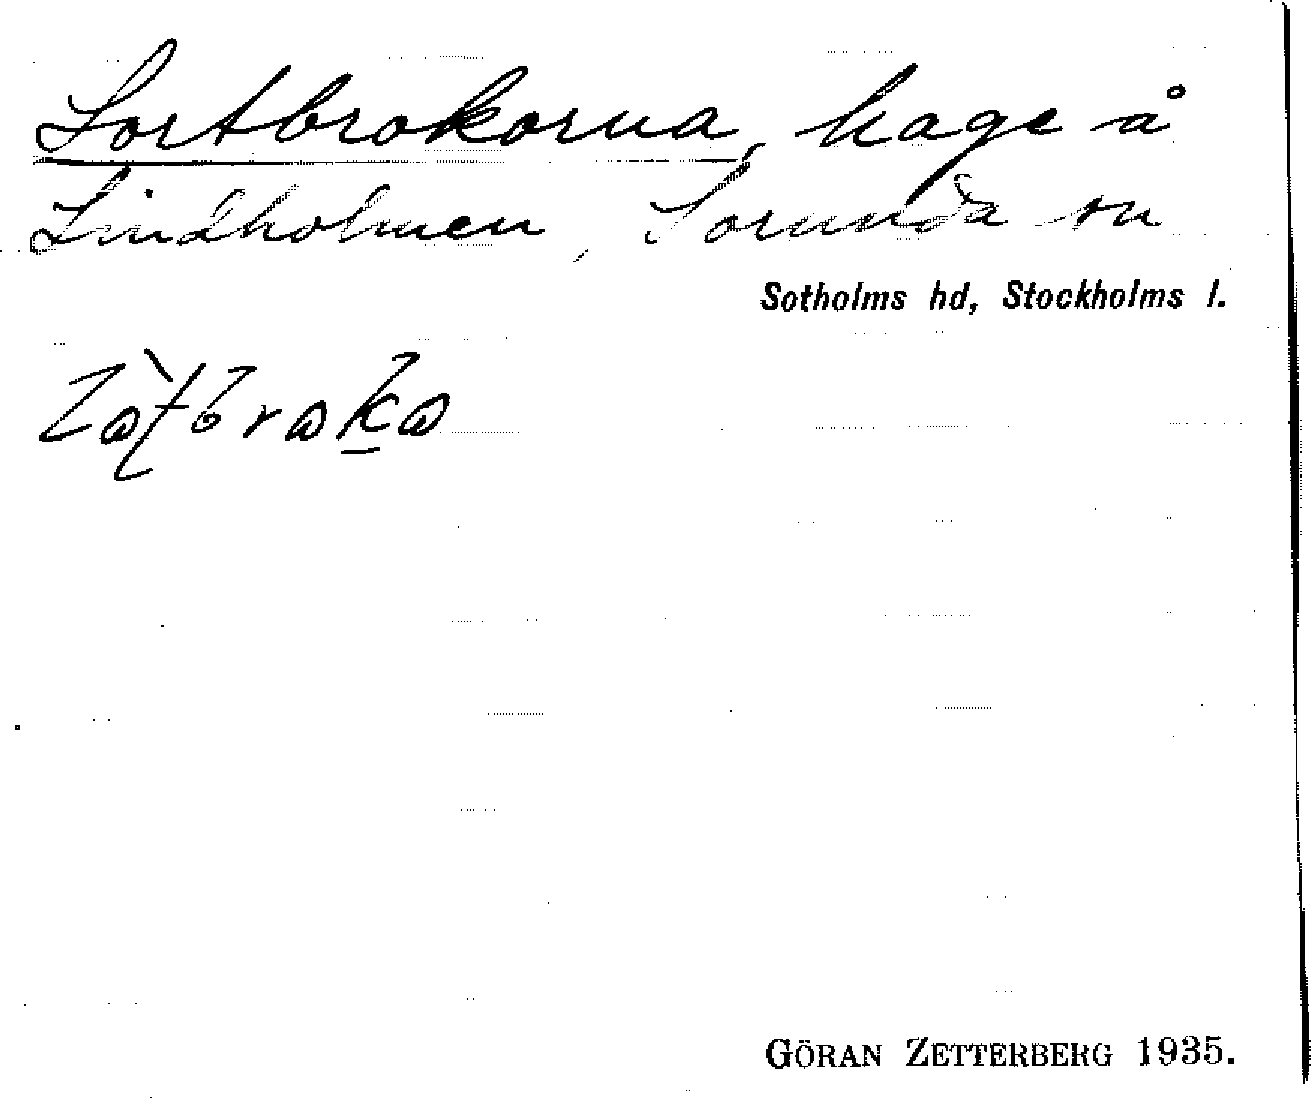 Lortbrokorna, hage å
Lindholmen, Sorunda sn
Sotholms hd, Stockholms l.
GÖRAN ZETTERBERG 1935.